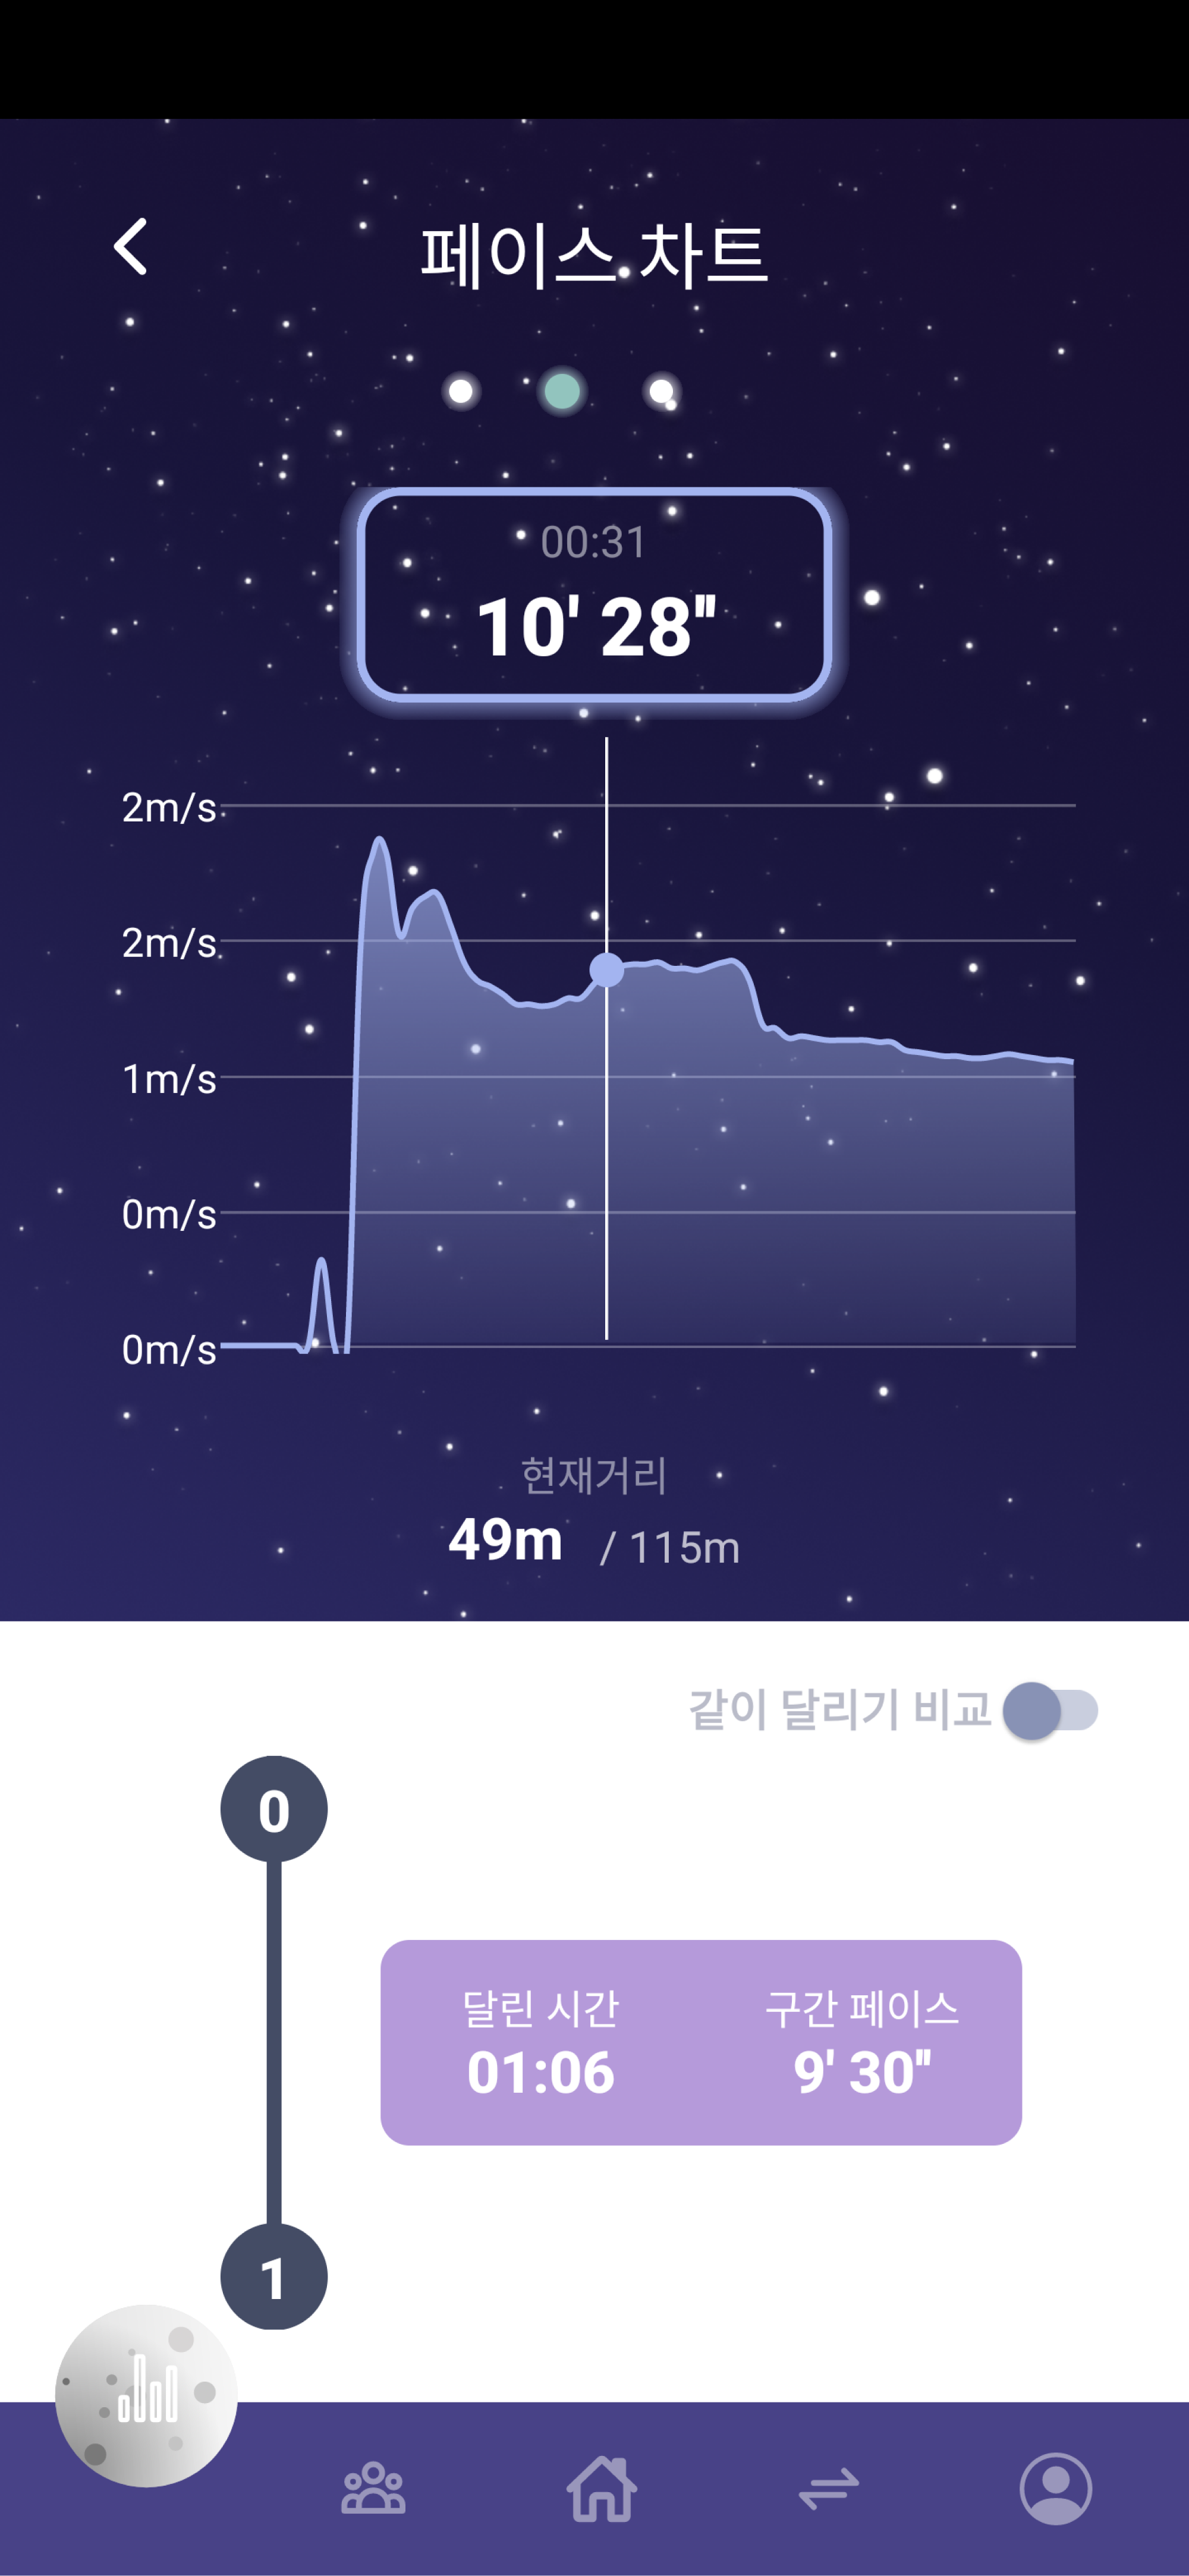 페이스 차트
00:31
10' 28"
2m/s
2m/s
1m/s
0m/s
0m/s
현재거리
49m / 115m
같이 달리기 비교
0
달린 시간 구간 페이스
01:06 9' 30"
1